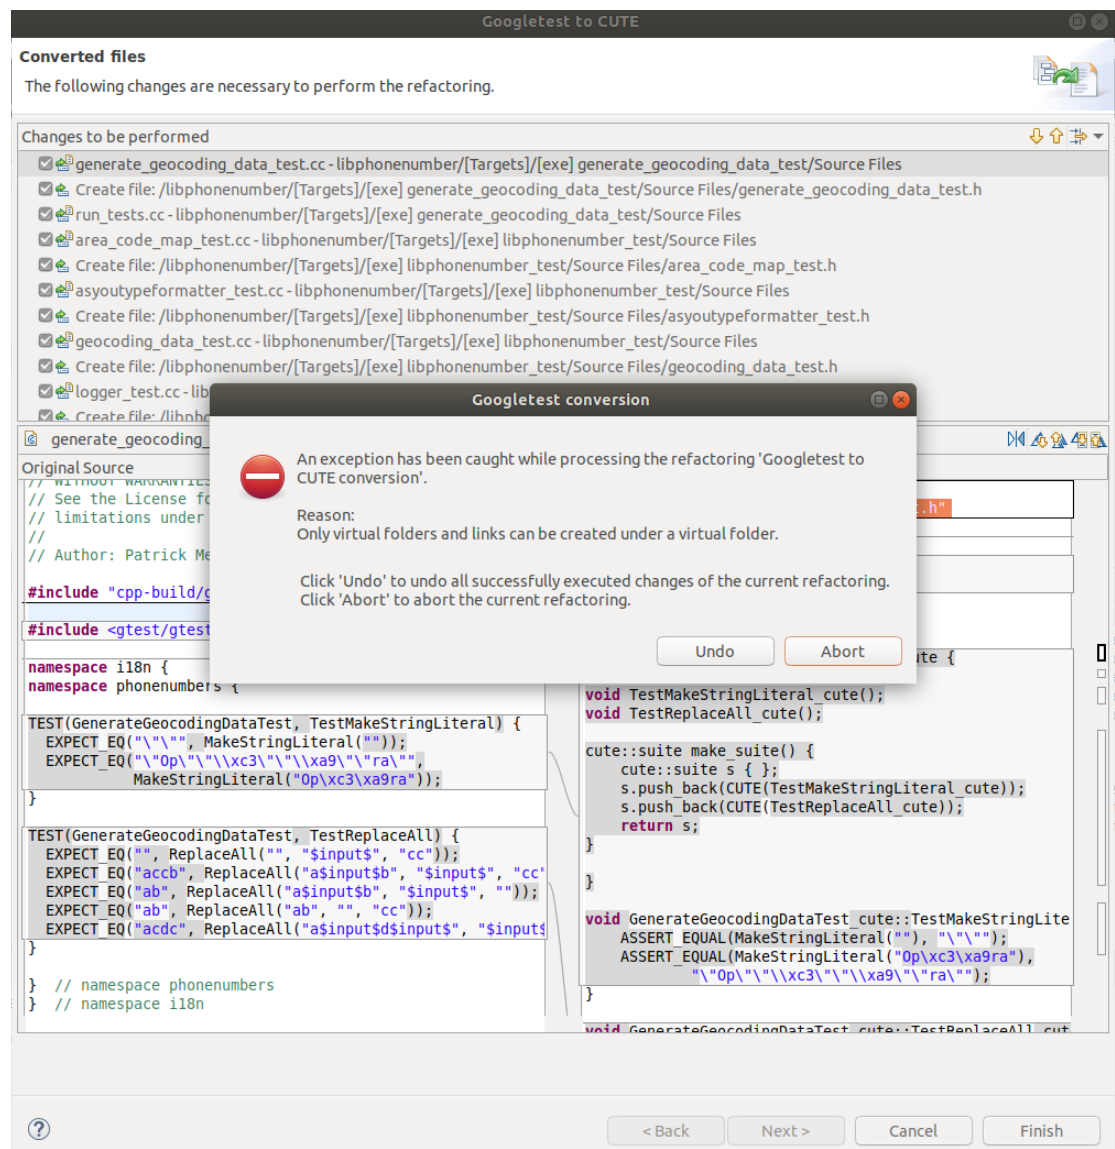 Googletest to CUTE
Converted files
The following changes are necessary to perform the refactoring.
Changes to be performed
generate_geocoding_data_test.cc - libphonenumber/[Targets]/[exe] generate_geocoding_data_test/Source Files
Create file: /libphonenumber/[Targets]/[exe] generate_geocoding_data_test/Source Files/generate_geocoding_data_test.h
run_tests.cc - libphonenumber/[Targets]/[exe] generate_geocoding_data_test/Source Files
area_code_map_test.cc - libphonenumber/[Targets]/[exe] libphonenumber_test/Source Files
Create file: /libphonenumber/[Targets]/[exe] libphonenumber_test/Source Files/area_code_map_test.h
asyoutypeformatter_test.cc - libphonenumber/[Targets]/[exe] libphonenumber_test/Source Files
Create file: /libphonenumber/[Targets]/[exe] libphonenumber_test/Source Files/asyoutypeformatter_test.h
geocoding_data_test.cc - libphonenumber/[Targets]/[exe] libphonenumber_test/Source Files
Create file: /libphonenumber/[Targets]/[exe] libphonenumber_test/Source Files/geocoding_data_test.h
logger_test.cc - lib
Create file: /libpho
Googletest conversion
An exception has been caught while processing the refactoring 'Googletest to
CUTE conversion'.
Reason:
Only virtual folders and links can be created under a virtual folder.
Click 'Undo' to undo all successfully executed changes of the current refactoring.
Click 'Abort' to abort the current refactoring.
Undo
Abort
generate_geocoding_
Original Source
// WITHOUT WARRANTIES
// See the License fo
// limitations under
//
// Author: Patrick Me
#include "cpp-build/g
#include <gtest/gtest
namespace i18n {
namespace phonenumbers {
TEST(GenerateGeocodingDataTest, TestMakeStringLiteral) {
EXPECT_EQ("\"\"", MakeStringLiteral(""));
EXPECT_EQ("\"Op\"\"\\xc3\"\"\\xa9\"\"ra\"",
MakeStringLiteral("Op\xc3\xa9ra"));
}
TEST(GenerateGeocodingDataTest, TestReplaceAll) {
EXPECT_EQ("", ReplaceAll("", "$input$", "cc"));
EXPECT_EQ("accb", ReplaceAll("a$input$b", "$input$", "cc"
EXPECT_EQ("ab", ReplaceAll("a$input$b", "$input$", ""));
EXPECT_EQ("ab", ReplaceAll("ab", "", "cc"));
EXPECT_EQ("acdc", ReplaceAll("a$input$d$input$", "$input$
}
} // namespace phonenumbers
} // namespace i18n
t.h"
ute {
void TestMakeStringLiteral_cute();
void TestReplaceAll_cute();
cute::suite make_suite() {
cute::suite s { };
s.push_back(CUTE(TestMakeStringLiteral_cute));
s.push_back(CUTE(TestReplaceAll_cute));
return s;
}
}
void GenerateGeocodingDataTest_cute::TestMakeStringLite
ASSERT_EQUAL(MakeStringLiteral(""), "\"\"");
ASSERT_EQUAL(MakeStringLiteral("Op\xc3\xa9ra"),
"\"Op\"\"\\xc3\"\"\\xa9\"\"ra\"");
}
void GenerateGeocodingDataTest_cute::TestReplaceAll_cut
< Back
Next >
Cancel
Finish